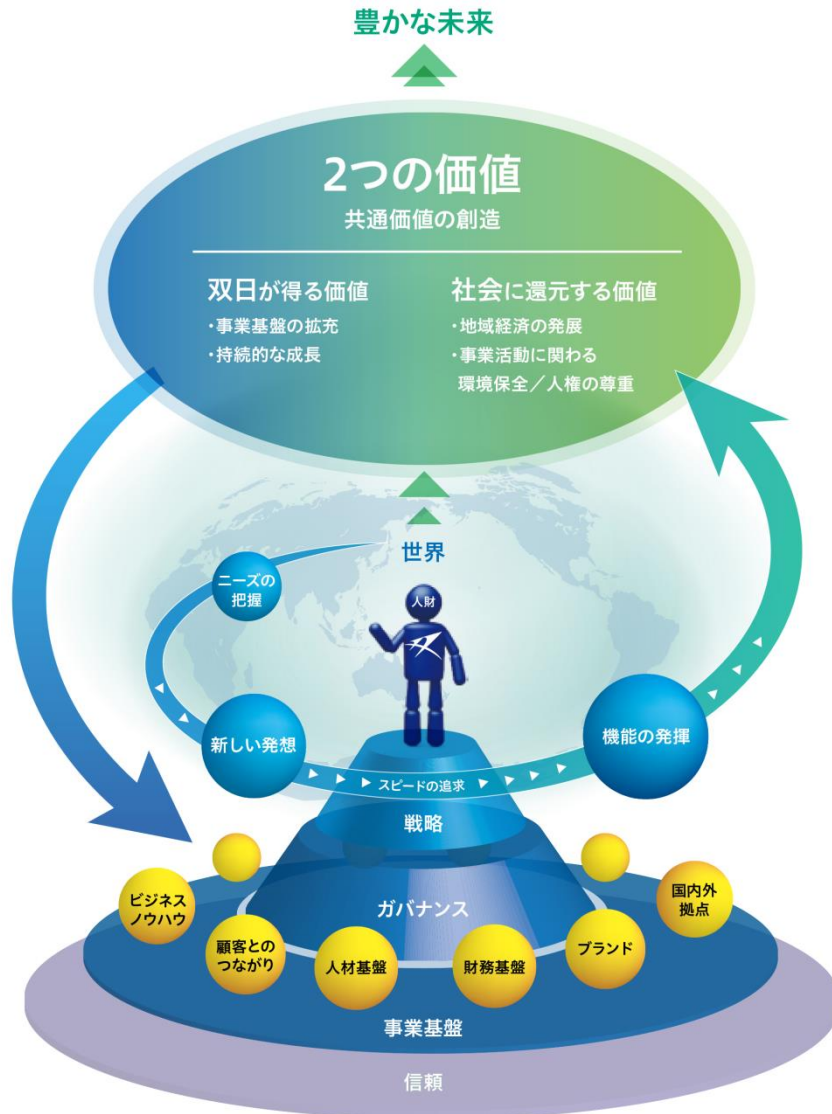 豊かな未来
2つの価値
共通価値の創造
双日が得る価値
・事業基盤の拡充
・持続的な成長
社会に還元する価値
・地域経済の発展
・事業活動に関わる
環境保全／人権の尊重
世界
ニーズの
把握
人財
新しい発想
スピードの追求
機能の発揮
戦略
ガバナンス
ビジネス
ノウハウ
顧客との
つながり
人材基盤
財務基盤
ブランド
国内外
拠点
事業基盤
信頼